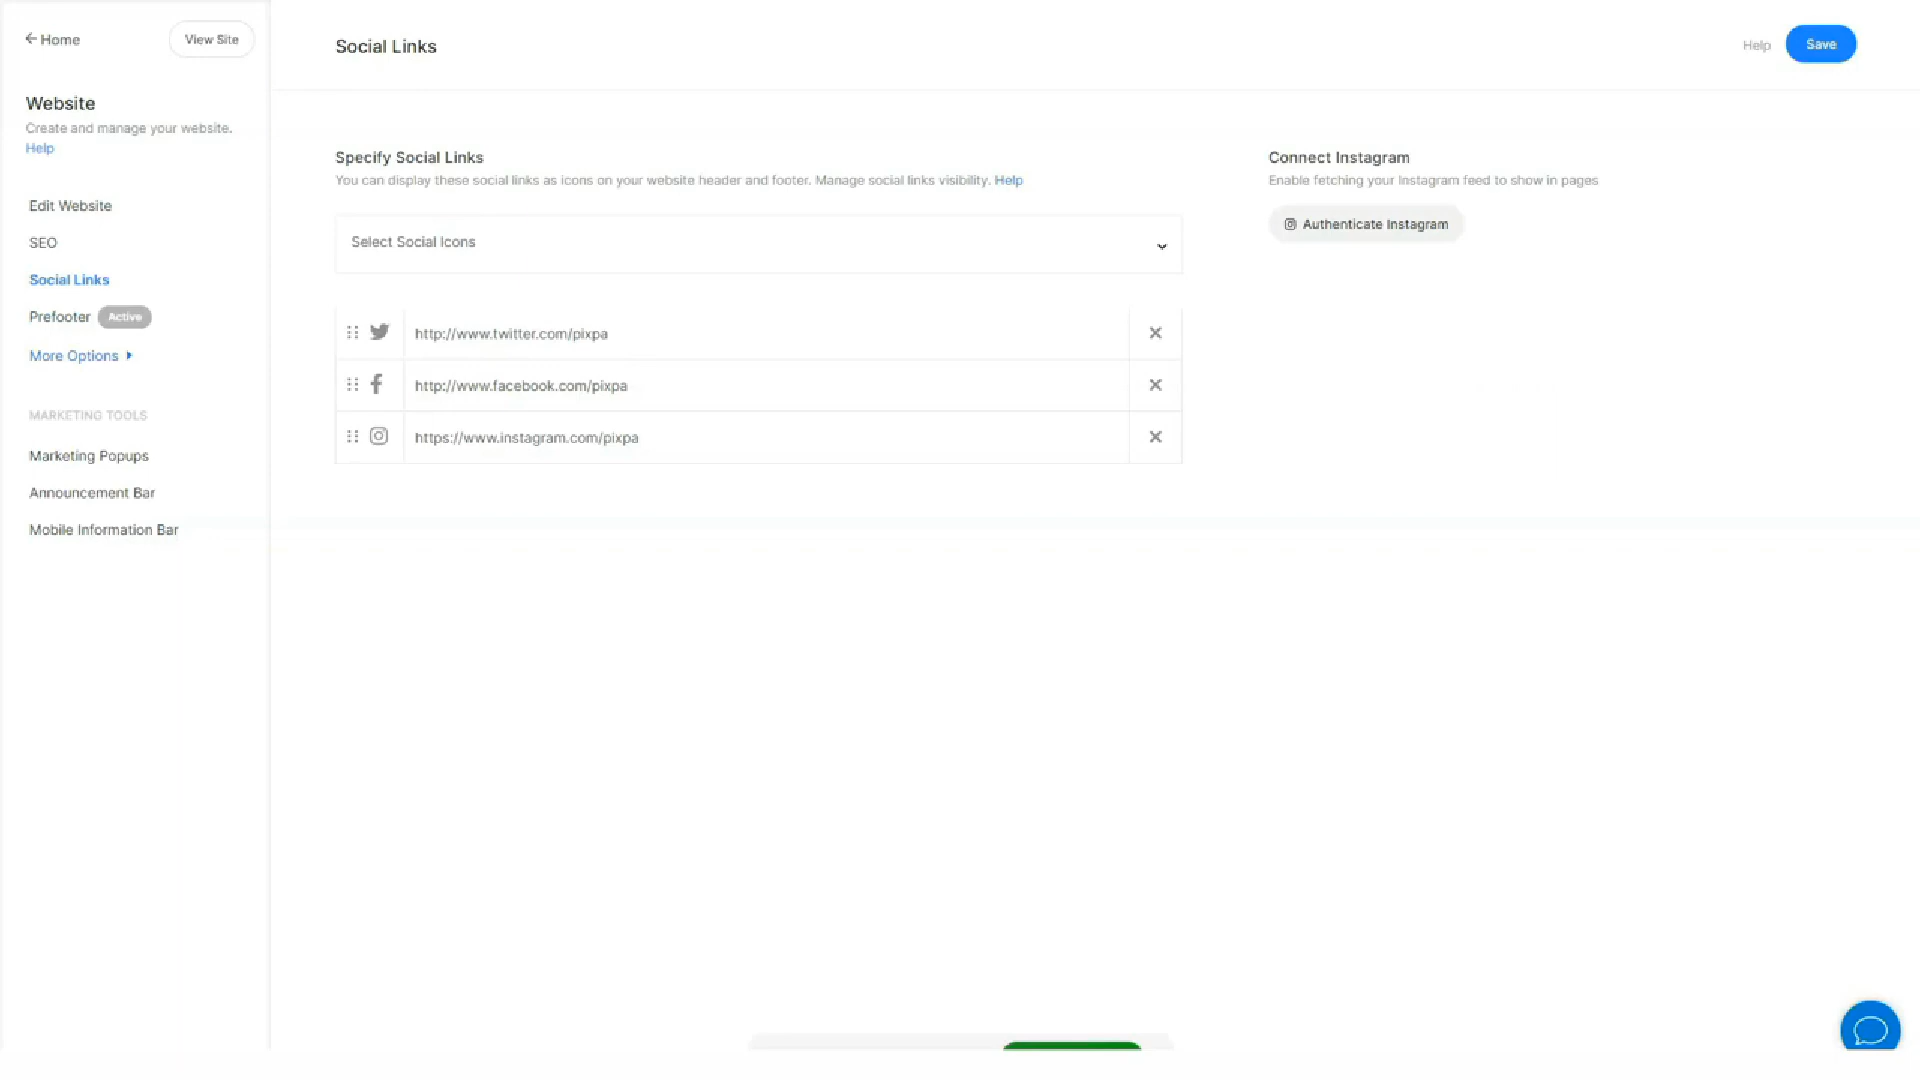 Home
View Site
Website
Create and manage your website.
Help
Edit Website
SEO
Social Links
Prefooter Active
More Options
MARKETING TOOLS
Marketing Popups
Announcement Bar
Mobile Information Bar
Social Links
Help
Save
Specify Social Links
You can display these social links as icons on your website header and footer. Manage social links visibility. Help
Select Social Icons
http://www.twitter.com/pixpa
http://www.facebook.com/pixpa
https://www.instagram.com/pixpa
Connect Instagram
Enable fetching your Instagram feed to show in pages
Authenticate Instagram